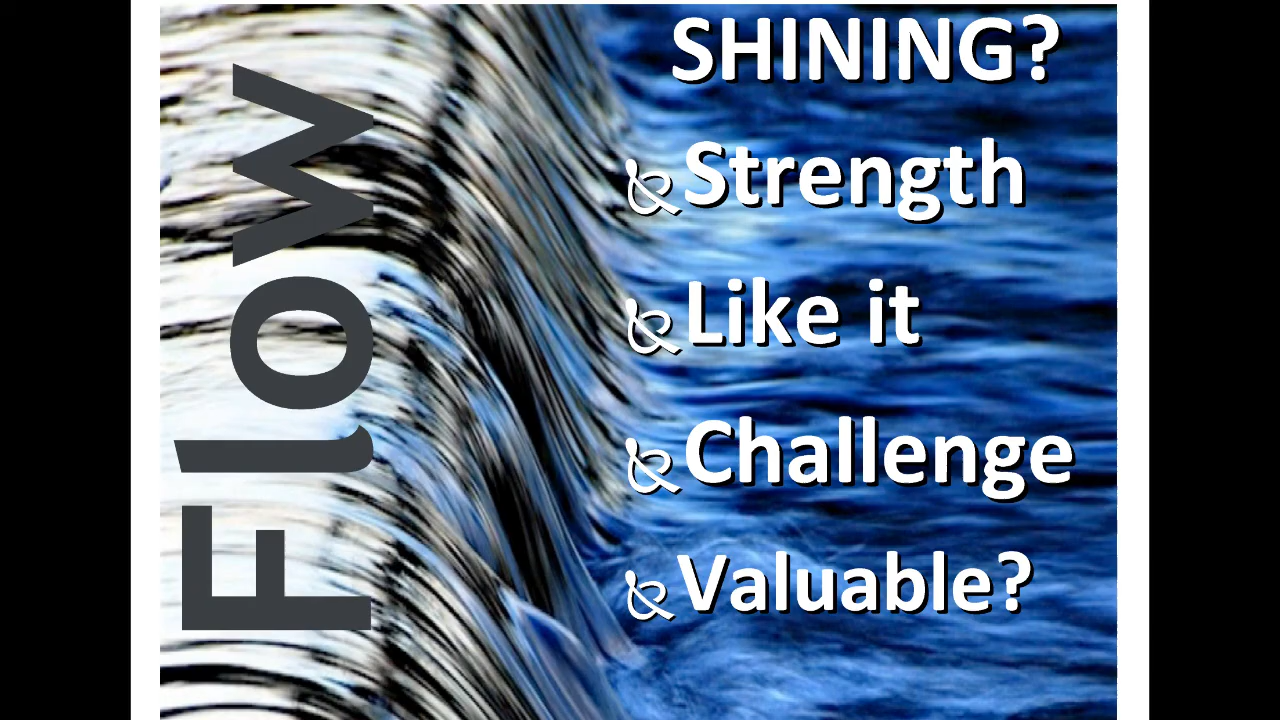 Flow
SHINING?
Strength
Like it
Challenge
Valuable?